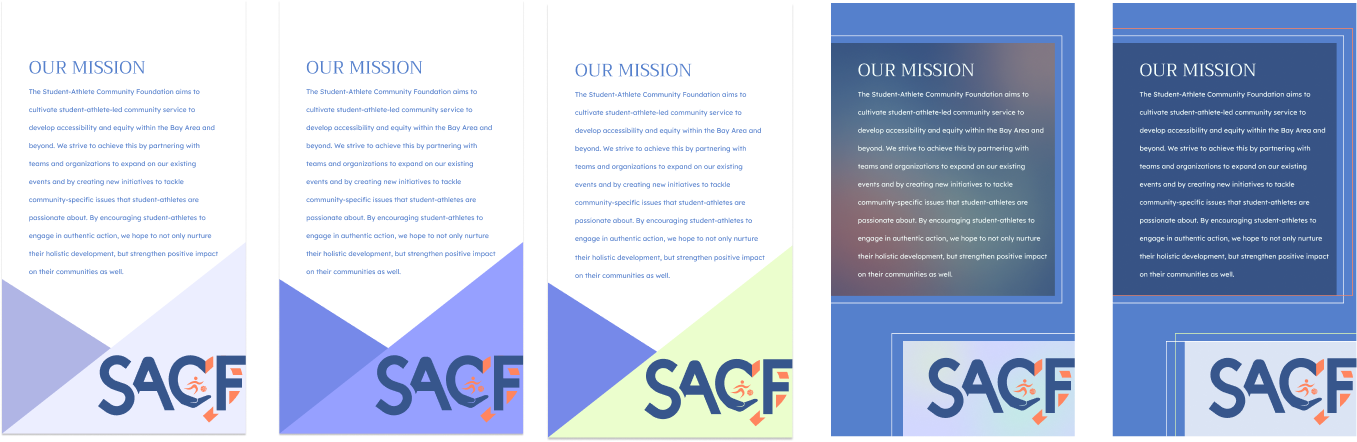 OUR MISSION
The Student-Athlete Community Foundation aims to
cultivate student-athlete-led community service to
develop accessibility and equity within the Bay Area and
beyond. We strive to achieve this by partnering with
teams and organizations to expand on our existing
events and by creating new initiatives to tackle
community-specific issues that student-athletes are
passionate about. By encouraging student-athletes to
engage in authentic action, we hope to not only nurture
their holistic development, but strengthen positive impact
on their communities as well.
SACF
OUR MISSION
The Student-Athlete Community Foundation aims to
cultivate student-athlete-led community service to
develop accessibility and equity within the Bay Area and
beyond. We strive to achieve this by partnering with
teams and organizations to expand on our existing
events and by creating new initiatives to tackle
community-specific issues that student-athletes are
passionate about. By encouraging student-athletes to
engage in authentic action, we hope to not only nurture
their holistic development, but strengthen positive impact
on their communities as well.
SACF
OUR MISSION
The Student-Athlete Community Foundation aims to
cultivate student-athlete-led community service to
develop accessibility and equity within the Bay Area and
beyond. We strive to achieve this by partnering with
teams and organizations to expand on our existing
events and by creating new initiatives to tackle
community-specific issues that student-athletes are
passionate about. By encouraging student-athletes to
engage in authentic action, we hope to not only nurture
their holistic development, but strengthen positive impact
on their communities as well.
SACF
OUR MISSION
The Student-Athlete Community Foundation aims to
cultivate student-athlete-led community service to
develop accessibility and equity within the Bay Area and
beyond. We strive to achieve this by partnering with
teams and organizations to expand on our existing
events and by creating new initiatives to tackle
community-specific issues that student-athletes are
passionate about. By encouraging student-athletes to
engage in authentic action, we hope to not only nurture
their holistic development, but strengthen positive impact
on their communities as well.
SACF
OUR MISSION
The Student-Athlete Community Foundation aims to
cultivate student-athlete-led community service to
develop accessibility and equity within the Bay Area and
beyond. We strive to achieve this by partnering with
teams and organizations to expand on our existing
events and by creating new initiatives to tackle
community-specific issues that student-athletes are
passionate about. By encouraging student-athletes to
engage in authentic action, we hope to not only nurture
their holistic development, but strengthen positive impact
on their communities as well.
SACF